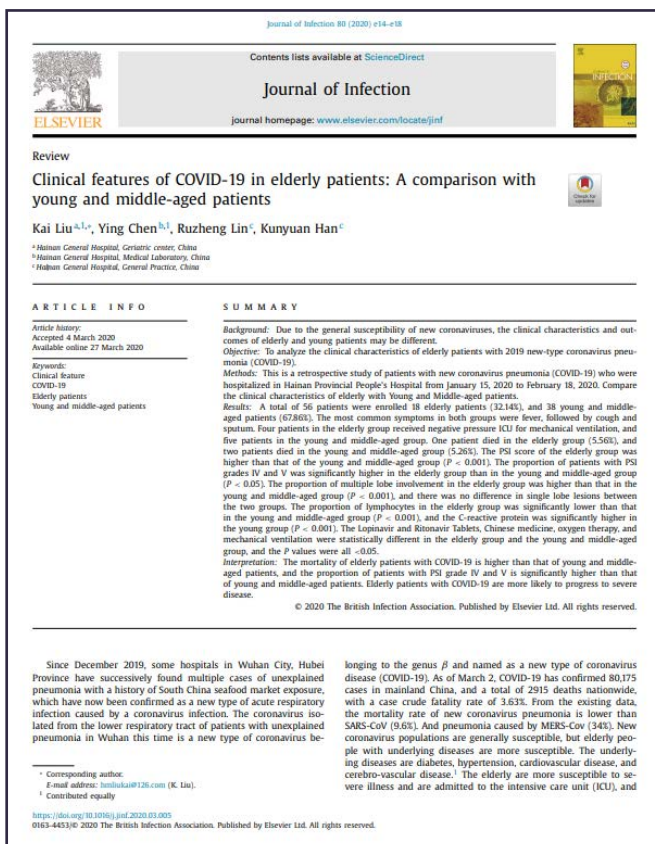 Journal of Infection 80 (2020) e14–e18
Contents lists available at ScienceDirect
Journal of Infection
journal homepage: www.elsevier.com/locate/jinf
ELSEVIER
INFECTION
Review
Clinical features of COVID-19 in elderly patients: A comparison with
young and middle-aged patients
Check for
updates
Kai Liu a,1,*, Ying Chen b,1, Ruzheng Lin c, Kunyuan Han c
a Hainan General Hospital, Geriatric center, China
b Hainan General Hospital, Medical Laboratory, China
c Hainan General Hospital, General Practice, China
ARTICLE INFO
Article history:
Accepted 4 March 2020
Available online 27 March 2020
Keywords:
Clinical feature
COVID-19
Elderly patients
Young and middle-aged patients
SUMMARY
Background: Due to the general susceptibility of new coronaviruses, the clinical characteristics and out-
comes of elderly and young patients may be different.
Objective: To analyze the clinical characteristics of elderly patients with 2019 new-type coronavirus pneu-
monia (COVID-19).
Methods: This is a retrospective study of patients with new coronavirus pneumonia (COVID-19) who were
hospitalized in Hainan Provincial People's Hospital from January 15, 2020 to February 18, 2020. Compare
the clinical characteristics of elderly with Young and Middle-aged patients.
Results: A total of 56 patients were enrolled 18 elderly patients (32.14%), and 38 young and middle-
aged patients (67.86%). The most common symptoms in both groups were fever, followed by cough and
sputum. Four patients in the elderly group received negative pressure ICU for mechanical ventilation, and
five patients in the young and middle-aged group. One patient died in the elderly group (5.56%), and
two patients died in the young and middle-aged group (5.26%). The PSI score of the elderly group was
higher than that of the young and middle-aged group (P < 0.001). The proportion of patients with PSI
grades IV and V was significantly higher in the elderly group than in the young and middle-aged group
(P < 0.05). The proportion of multiple lobe involvement in the elderly group was higher than that in the
young and middle-aged group (P < 0.001), and there was no difference in single lobe lesions between
the two groups. The proportion of lymphocytes in the elderly group was significantly lower than that
in the young and middle-aged group (P < 0.001), and the C-reactive protein was significantly higher in
the young group (P < 0.001). The Lopinavir and Ritonavir Tablets, Chinese medicine, oxygen therapy, and
mechanical ventilation were statistically different in the elderly group and the young and middle-aged
group, and the P values were all <0.05.
Interpretation: The mortality of elderly patients with COVID-19 is higher than that of young and middle-
aged patients, and the proportion of patients with PSI grade IV and V is significantly higher than that
of young and middle-aged patients. Elderly patients with COVID-19 are more likely to progress to severe
disease.
© 2020 The British Infection Association. Published by Elsevier Ltd. All rights reserved.
Since December 2019, some hospitals in Wuhan City, Hubei
Province have successively found multiple cases of unexplained
pneumonia with a history of South China seafood market exposure,
which have now been confirmed as a new type of acute respiratory
infection caused by a coronavirus infection. The coronavirus iso-
lated from the lower respiratory tract of patients with unexplained
pneumonia in Wuhan this time is a new type of coronavirus be-
* Corresponding author.
E-mail address: hmliukai@126.com (K. Liu).
1 Contributed equally
longing to the genus β and named as a new type of coronavirus
disease (COVID-19). As of March 2, COVID-19 has confirmed 80,175
cases in mainland China, and a total of 2915 deaths nationwide,
with a case crude fatality rate of 3.63%. From the existing data,
the mortality rate of new coronavirus pneumonia is lower than
SARS-CoV (9.6%). And pneumonia caused by MERS-Cov (34%). New
coronavirus populations are generally susceptible, but elderly peo-
ple with underlying diseases are more susceptible. The underly-
ing diseases are diabetes, hypertension, cardiovascular disease, and
cerebro-vascular disease.1 The elderly are more susceptible to se-
vere illness and are admitted to the intensive care unit (ICU), and
https://doi.org/10.1016/j.jinf.2020.03.005
0163-4453/© 2020 The British Infection Association. Published by Elsevier Ltd. All rights reserved.